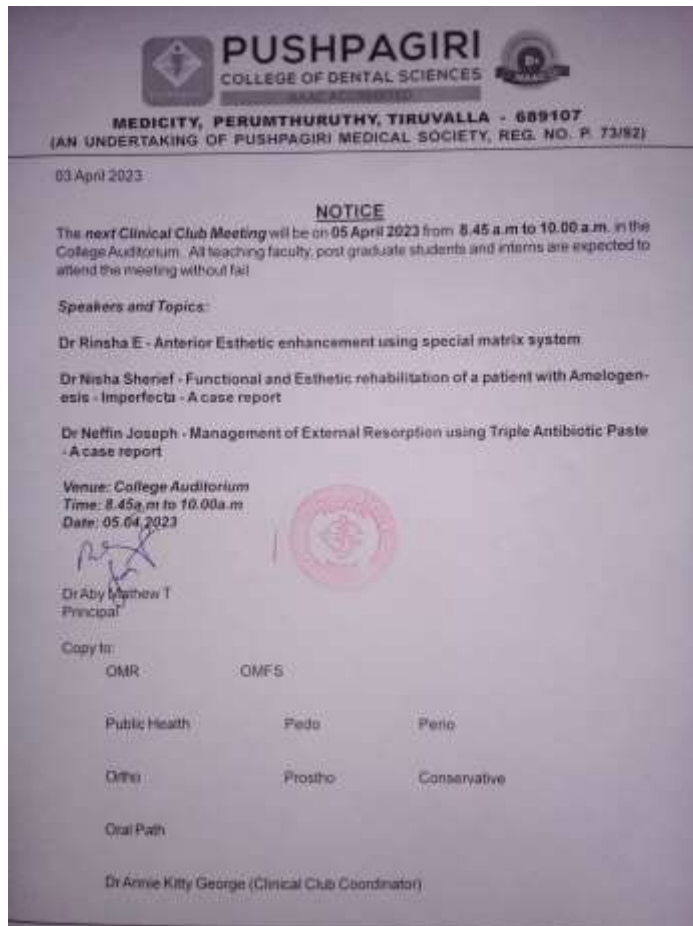 PUSHPAGIRI
COLLEGE OF DENTAL SCIENCES
NAAC ACCREDITED
NAAC
MEDICITY, PERUMTHURUTHY, TIRUVALLA - 689107
(AN UNDERTAKING OF PUSHPAGIRI MEDICAL SOCIETY, REG. NO. P. 73/92)
03 April 2023
NOTICE
The next Clinical Club Meeting will be on 05 April 2023 from 8.45 a.m to 10.00 a.m. in the
College Auditorium. All teaching faculty, post graduate students and interns are expected to
attend the meeting without fail
Speakers and Topics:
Dr Rinsha E - Anterior Esthetic enhancement using special matrix system
Dr Nisha Sherief - Functional and Esthetic rehabilitation of a patient with Amelogen-
esis - Imperfecta - A case report
Dr Neffin Joseph - Management of External Resorption using Triple Antibiotic Paste
- A case report
Venue: College Auditorium
Time: 8.45a.m to 10.00a.m
Date: 05.04.2023
Dr Aby Mathew T
Principal
Copy to:
OMR OMFS
Public Health Pedo Perio
Ortho Prostho Conservative
Oral Path
Dr Annie Kitty George (Clinical Club Coordinator)